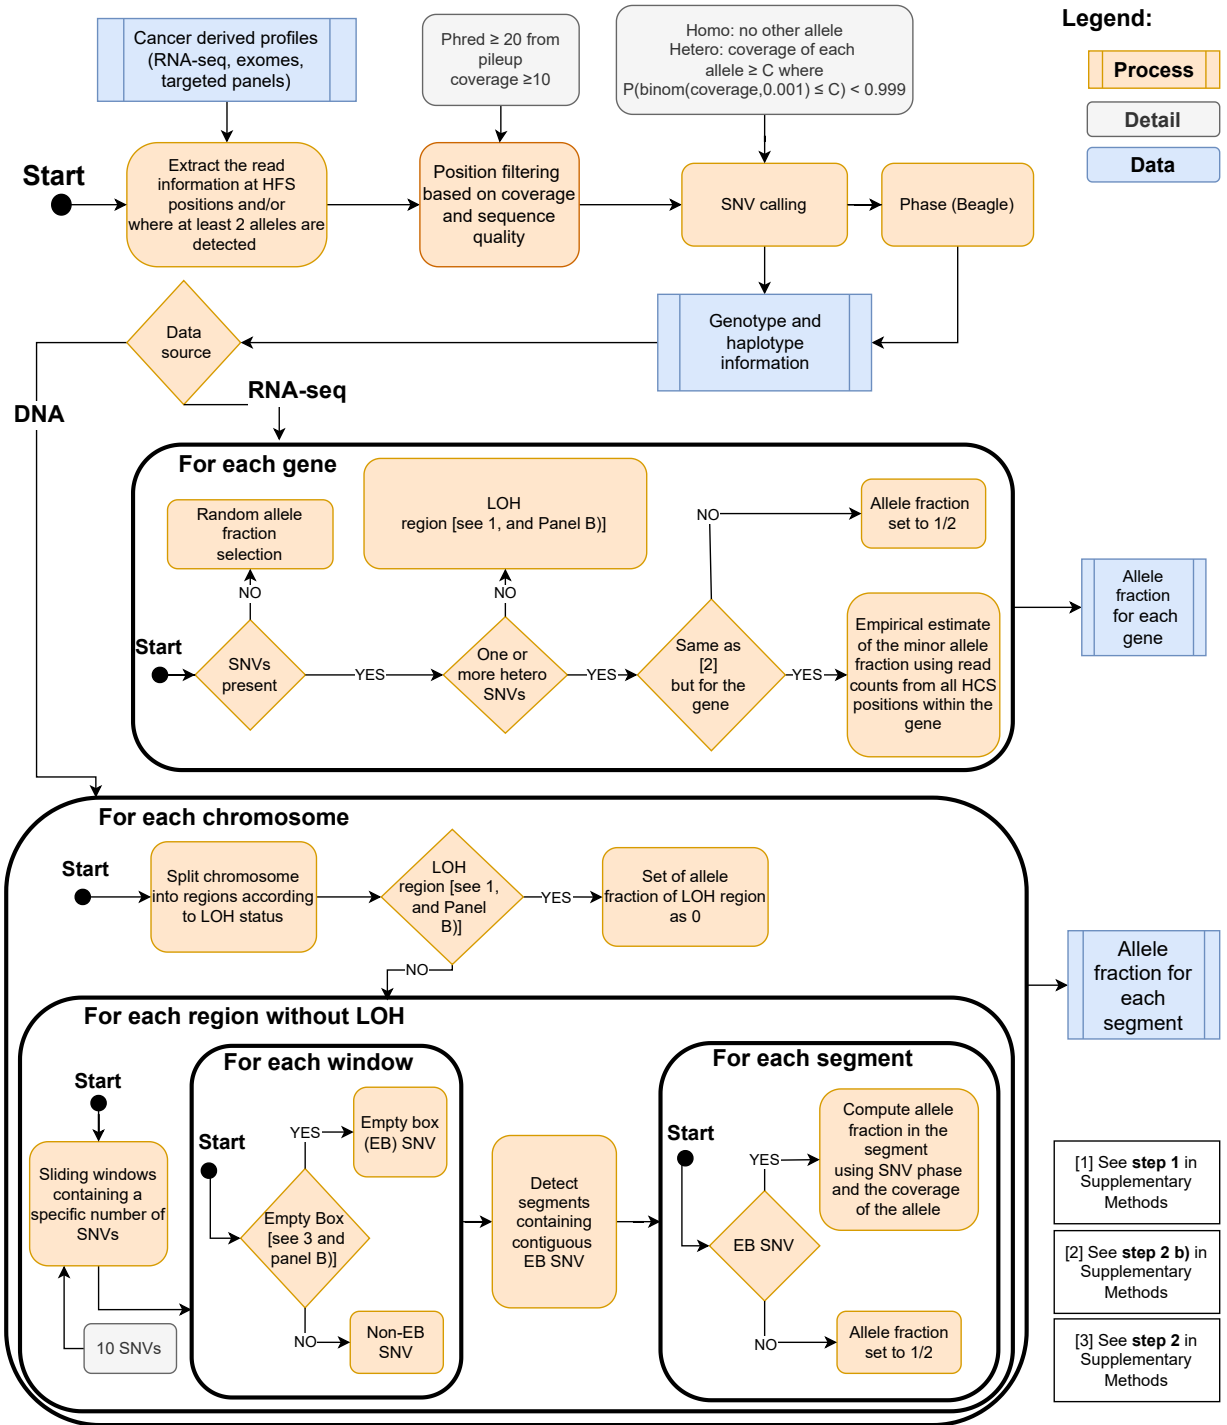 Cancer derived profiles
(RNA-seq, exomes,
targeted panels)
Phred ≥ 20 from
pileup
coverage ≥10
Homo: no other allele
Hetero: coverage of each
allele ≥ C where
P(binom(coverage,0.001) ≤ C) < 0.999
Legend:
Process
Detail
Data
Start
Extract the read
information at HFS
positions and/or
where at least 2 alleles are
detected
Position filtering
based on coverage
and sequence
quality
SNV calling
Phase (Beagle)
Data
source
Genotype and
haplotype
information
DNA
RNA-seq
For each gene
Random allele
fraction
selection
LOH
region [see 1, and Panel B)]
NO
Allele fraction
set to 1/2
NO
NO
Start
SNVs
present
YES
One or
more hetero
SNVs
YES
Same as
[2]
but for the
gene
YES
Empirical estimate
of the minor allele
fraction using read
counts from all HCS
positions within the
gene
Allele
fraction
for each
gene
For each chromosome
Start
Split chromosome
into regions according
to LOH status
LOH
region [see 1,
and Panel
B)]
YES
Set of allele
fraction of LOH region
as 0
NO
Allele
fraction for
each
segment
For each region without LOH
Start
Sliding windows
containing a
specific number of
SNVs
10 SNVs
For each window
Start
YES
Empty box
(EB) SNV
Empty Box
[see 3 and
panel B)]
NO
Non-EB
SNV
Detect
segments
containing
contiguous
EB SNV
For each segment
Start
YES
Compute allele
fraction in the
segment
using SNV phase
and the coverage
of the allele
EB SNV
NO
Allele fraction
set to 1/2
[1] See step 1 in
Supplementary
Methods
[2] See step 2 b) in
Supplementary
Methods
[3] See step 2 in
Supplementary
Methods